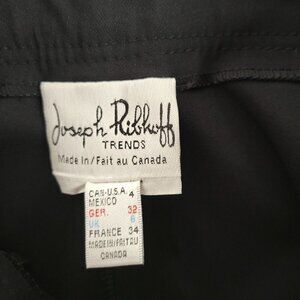 Joseph Ribkoff
TRENDS
Made In/Fait au Canada
CAN-U.S.A. 4
MEXICO
GER. 32
UK 6
FRANCE 34
MADE IN/FAIT AU
CANADA